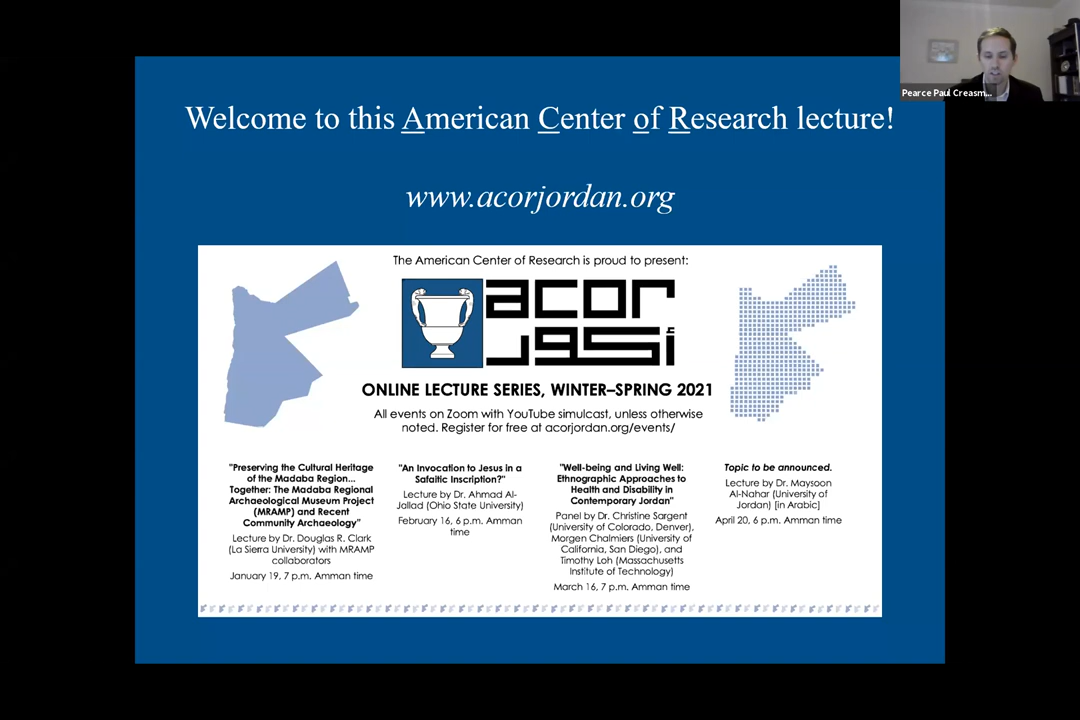 Pearce Paul Creasm...
Welcome to this American Center of Research lecture!
www.acorjordan.org
The American Center of Research is proud to present:
acor
أكور
ONLINE LECTURE SERIES, WINTER–SPRING 2021
All events on Zoom with YouTube simulcast, unless otherwise
noted. Register for free at acorjordan.org/events/
"Preserving the Cultural Heritage
of the Madaba Region...
Together: The Madaba Regional
Archaeological Museum Project
(MRAMP) and Recent
Community Archaeology"
Lecture by Dr. Douglas R. Clark
(La Sierra University) with MRAMP
collaborators
January 19, 7 p.m. Amman time
"An Invocation to Jesus in a
Safaitic Inscription?"
Lecture by Dr. Ahmad Al-
Jallad (Ohio State University)
February 16, 6 p.m. Amman
time
"Well-being and Living Well:
Ethnographic Approaches to
Health and Disability in
Contemporary Jordan"
Panel by Dr. Christine Sargent
(University of Colorado, Denver),
Morgen Chalmiers (University of
California, San Diego), and
Timothy Loh (Massachusetts
Institute of Technology)
March 16, 7 p.m. Amman time
Topic to be announced.
Lecture by Dr. Maysoon
Al-Nahar (University of
Jordan) [in Arabic]
April 20, 6 p.m. Amman time